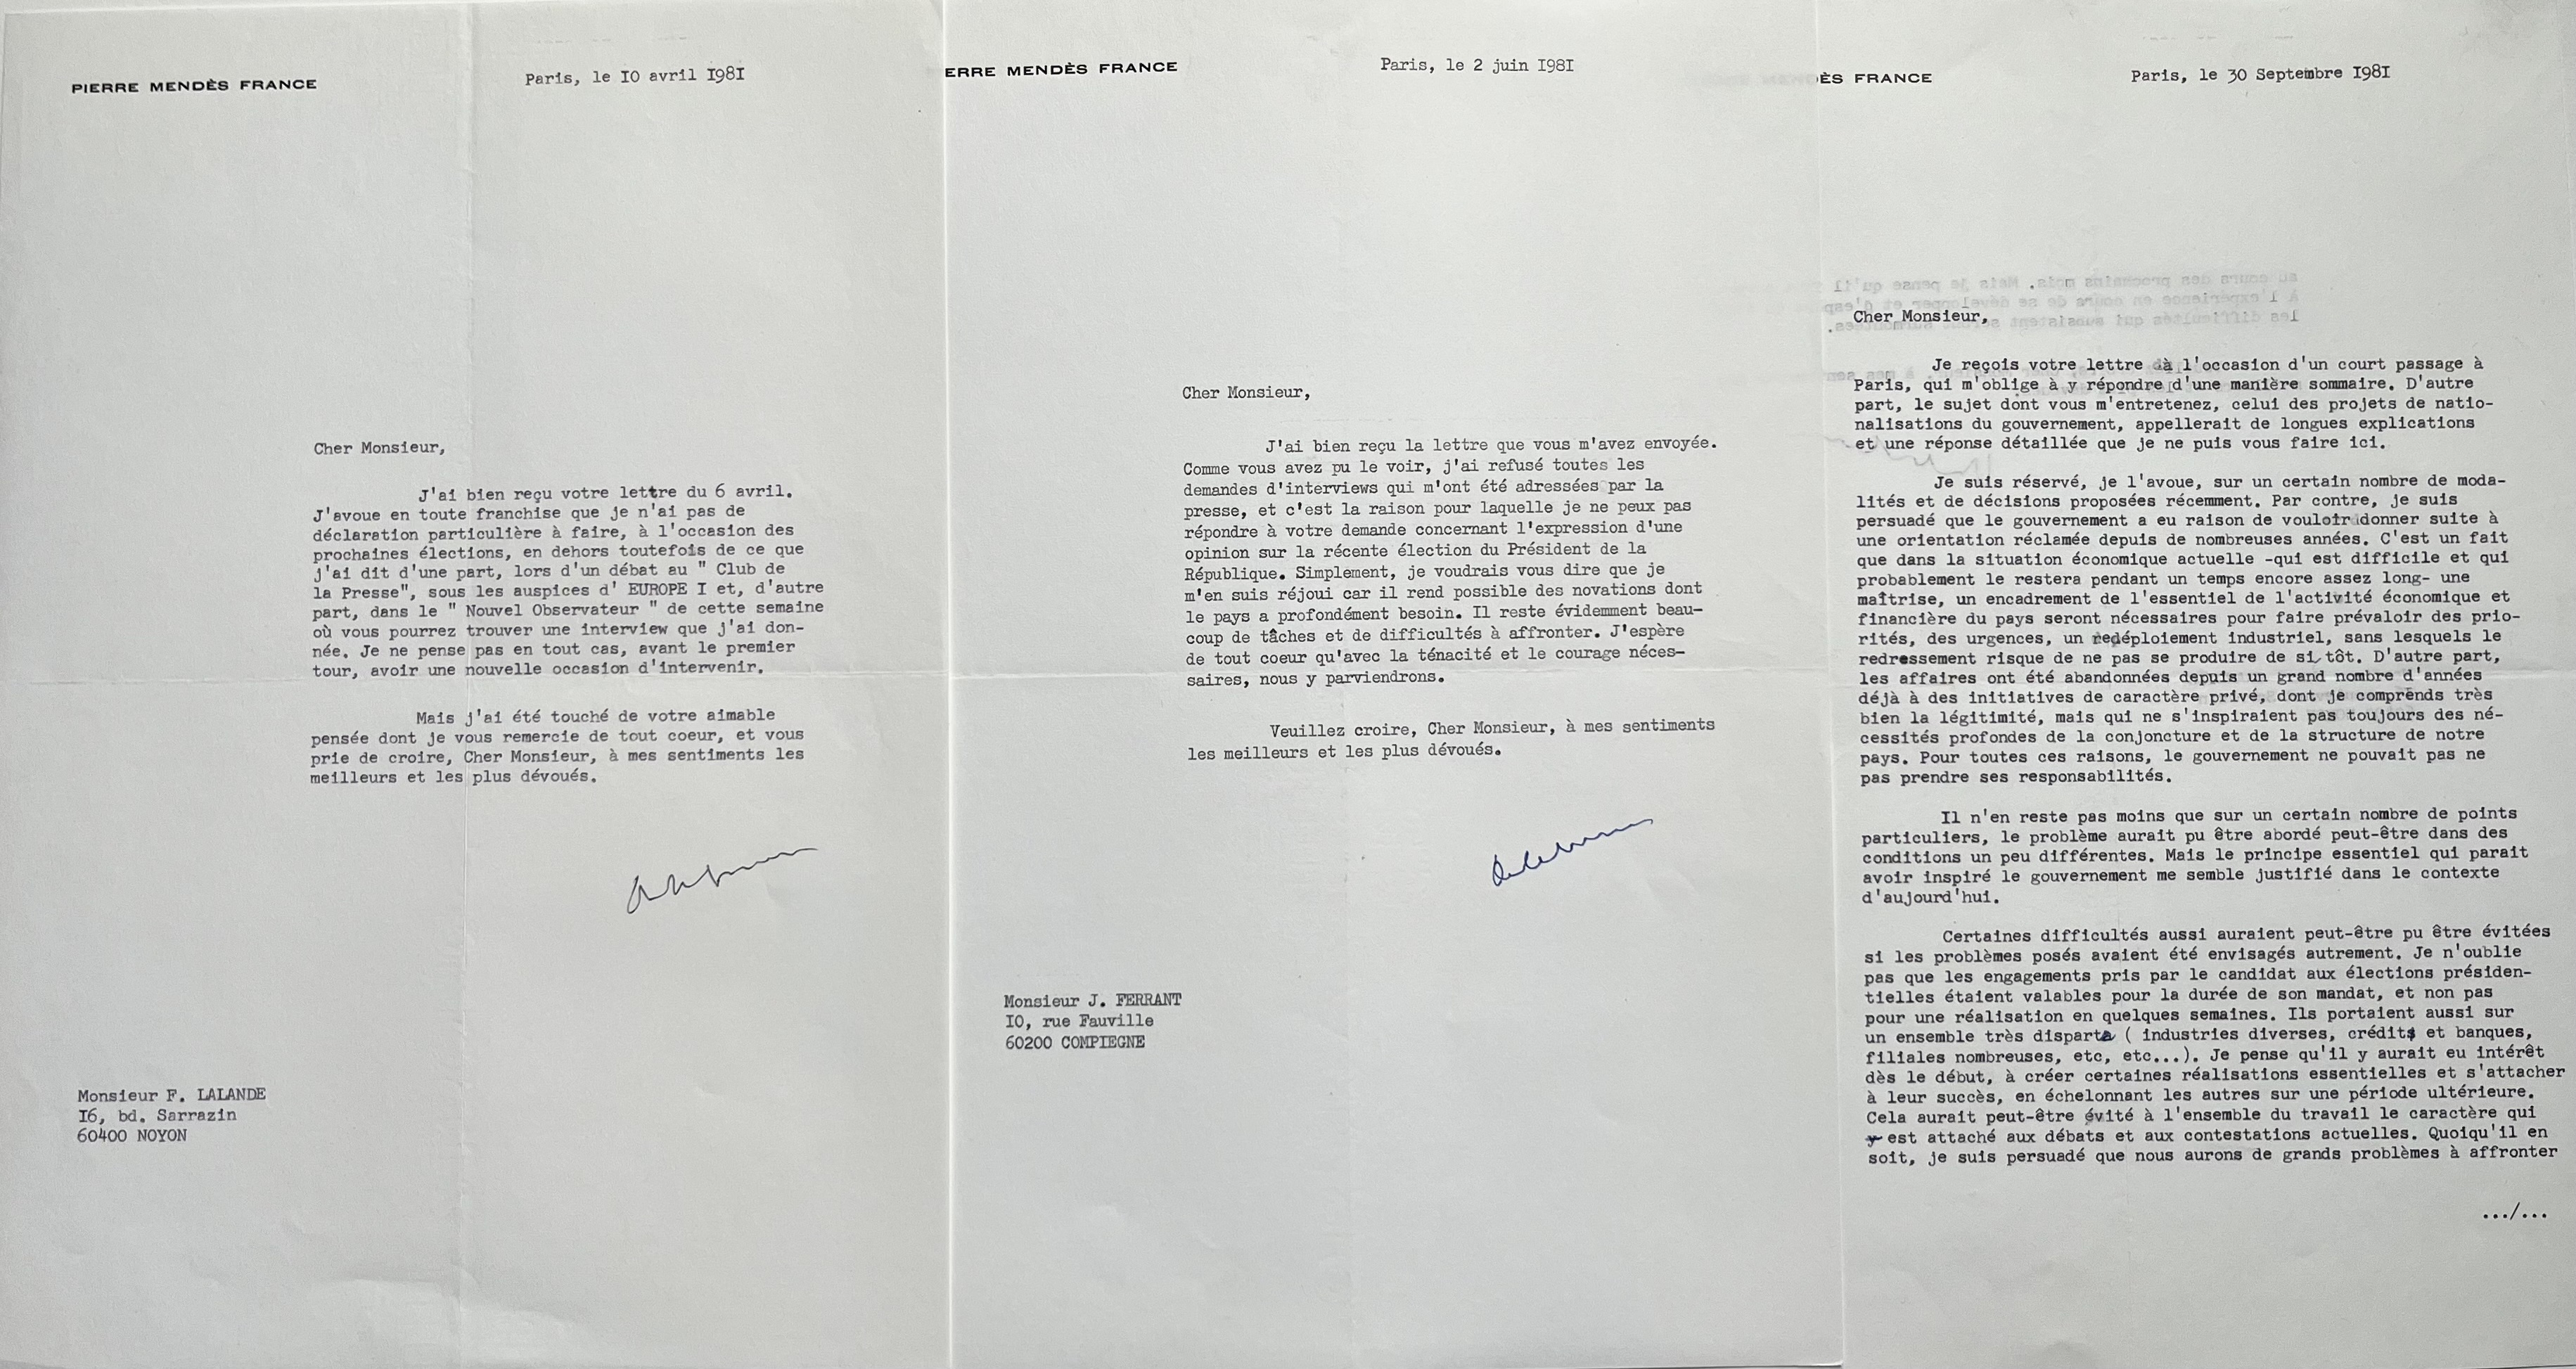 PIERRE MENDÈS FRANCE
Paris, le IO avril I98I
Cher Monsieur,
J'ai bien reçu votre lettre du 6 avril.
J'avoue en toute franchise que je n'ai pas de
déclaration particulière à faire, à l'occasion des
prochaines élections, en dehors toutefois de ce que
j'ai dit d'une part, lors d'un débat au " Club de
la Presse", sous les auspices d' EUROPE I et, d'autre
part, dans le " Nouvel Observateur " de cette semaine
où vous pourrez trouver une interview que j'ai don-
née. Je ne pense pas en tout cas, avant le premier
tour, avoir une nouvelle occasion d'intervenir.
Mais j'ai été touché de votre aimable
pensée dont je vous remercie de tout coeur, et vous
prie de croire, Cher Monsieur, à mes sentiments les
meilleurs et les plus dévoués.
Monsieur F. LALANDE
I6, bd. Sarrazin
60400 NOYON
ERRE MENDÈS FRANCE
Paris, le 2 juin I98I
Cher Monsieur,
J'ai bien reçu la lettre que vous m'avez envoyée.
Comme vous avez pu le voir, j'ai refusé toutes les
demandes d'interviews qui m'ont été adressées par la
presse, et c'est la raison pour laquelle je ne peux pas
répondre à votre demande concernant l'expression d'une
opinion sur la récente élection du Président de la
République. Simplement, je voudrais vous dire que je
m'en suis réjoui car il rend possible des novations dont
le pays a profondément besoin. Il reste évidemment beau-
coup de tâches et de difficultés à affronter. J'espère
de tout coeur qu'avec la ténacité et le courage néces-
saires, nous y parviendrons.
Veuillez croire, Cher Monsieur, à mes sentiments
les meilleurs et les plus dévoués.
Monsieur J. FERRANT
IO, rue Fauville
60200 COMPIEGNE
ÈS FRANCE
Paris, le 30 Septembre I98I
Cher Monsieur,
Je reçois votre lettre à l'occasion d'un court passage à
Paris, qui m'oblige à y répondre d'une manière sommaire. D'autre
part, le sujet dont vous m'entretenez, celui des projets de natio-
nalisations du gouvernement, appellerait de longues explications
et une réponse détaillée que je ne puis vous faire ici.
Je suis réservé, je l'avoue, sur un certain nombre de moda-
lités et de décisions proposées récemment. Par contre, je suis
persuadé que le gouvernement a eu raison de vouloir donner suite à
une orientation réclamée depuis de nombreuses années. C'est un fait
que dans la situation économique actuelle -qui est difficile et qui
probablement le restera pendant un temps encore assez long- une
maîtrise, un encadrement de l'essentiel de l'activité économique et
financière du pays seront nécessaires pour faire prévaloir des prio-
rités, des urgences, un redéploiement industriel, sans lesquels le
redressement risque de ne pas se produire de si tôt. D'autre part,
les affaires ont été abandonnées depuis un grand nombre d'années
déjà à des initiatives de caractère privé, dont je comprends très
bien la légitimité, mais qui ne s'inspiraient pas toujours des né-
cessités profondes de la conjoncture et de la structure de notre
pays. Pour toutes ces raisons, le gouvernement ne pouvait pas ne
pas prendre ses responsabilités.
Il n'en reste pas moins que sur un certain nombre de points
particuliers, le problème aurait pu être abordé peut-être dans des
conditions un peu différentes. Mais le principe essentiel qui parait
avoir inspiré le gouvernement me semble justifié dans le contexte
d'aujourd'hui.
Certaines difficultés aussi auraient peut-être pu être évitées
si les problèmes posés avaient été envisagés autrement. Je n'oublie
pas que les engagements pris par le candidat aux élections présiden-
tielles étaient valables pour la durée de son mandat, et non pas
pour une réalisation en quelques semaines. Ils portaient aussi sur
un ensemble très disparte ( industries diverses, crédits et banques,
filiales nombreuses, etc, etc...). Je pense qu'il y aurait eu intérêt
dès le début, à créer certaines réalisations essentielles et s'attacher
à leur succès, en échelonnant les autres sur une période ultérieure.
Cela aurait peut-être évité à l'ensemble du travail le caractère qui
est attaché aux débats et aux contestations actuelles. Quoiqu'il en
soit, je suis persuadé que nous aurons de grands problèmes à affronter
.../...